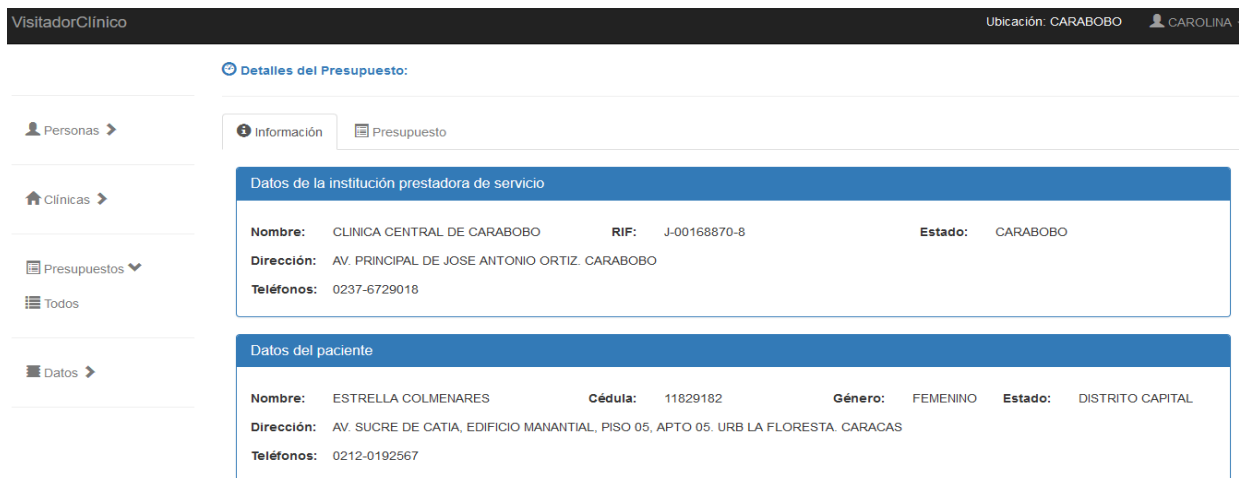 VisitadorClínico Ubicación: CARABOBO CAROLINA
Detalles del Presupuesto:
Personas
Información Presupuesto
Datos de la institución prestadora de servicio
Clínicas
Nombre: CLINICA CENTRAL DE CARABOBO RIF: J-00168870-8 Estado: CARABOBO
Dirección: AV. PRINCIPAL DE JOSE ANTONIO ORTIZ. CARABOBO
Presupuestos
Teléfonos: 0237-6729018
Todos
Datos del paciente
Datos
Nombre: ESTRELLA COLMENARES Cédula: 11829182 Género: FEMENINO Estado: DISTRITO CAPITAL
Dirección: AV. SUCRE DE CATIA, EDIFICIO MANANTIAL, PISO 05, APTO 05. URB LA FLORESTA. CARACAS
Teléfonos: 0212-0192567